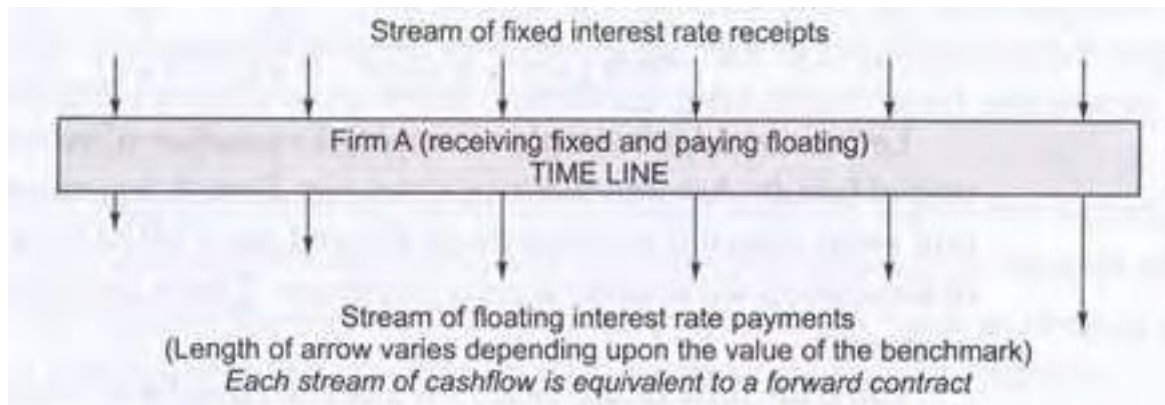 Stream of fixed interest rate receipts
Firm A (receiving fixed and paying floating)
TIME LINE
Stream of floating interest rate payments
(Length of arrow varies depending upon the value of the benchmark)
Each stream of cashflow is equivalent to a forward contract